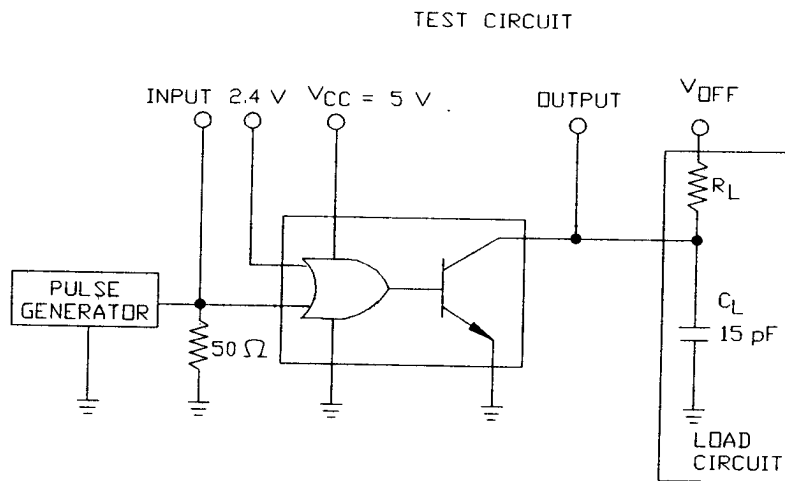 TEST CIRCUIT
INPUT 2.4 V VCC = 5 V
OUTPUT
VOFF
RL
PULSE
GENERATOR
50 Ω
CL
15 pF
LOAD
CIRCUIT